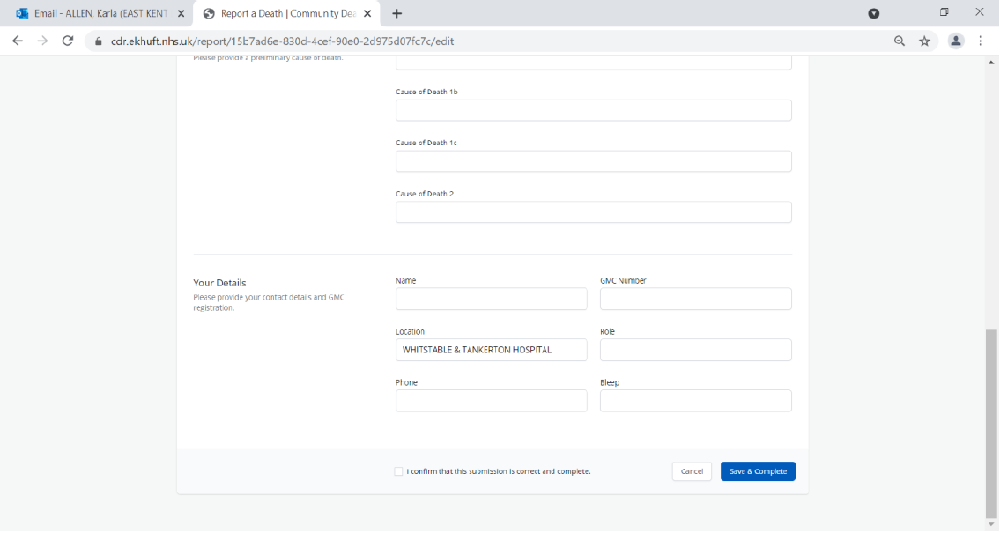 Email - ALLEN, Karla (EAST KENT
Report a Death | Community Dea
cdr.ekhuft.nhs.uk/report/15b7ad6e-830d-4cef-90e0-2d975d07fc7c/edit
Please provide a preliminary cause of death.
Cause of Death 1b
Cause of Death 1c
Cause of Death 2
Your Details
Please provide your contact details and GMC
registration.
Name
GMC Number
Location
Role
WHITSTABLE & TANKERTON HOSPITAL
Phone
Bleep
I confirm that this submission is correct and complete.
Cancel
Save & Complete